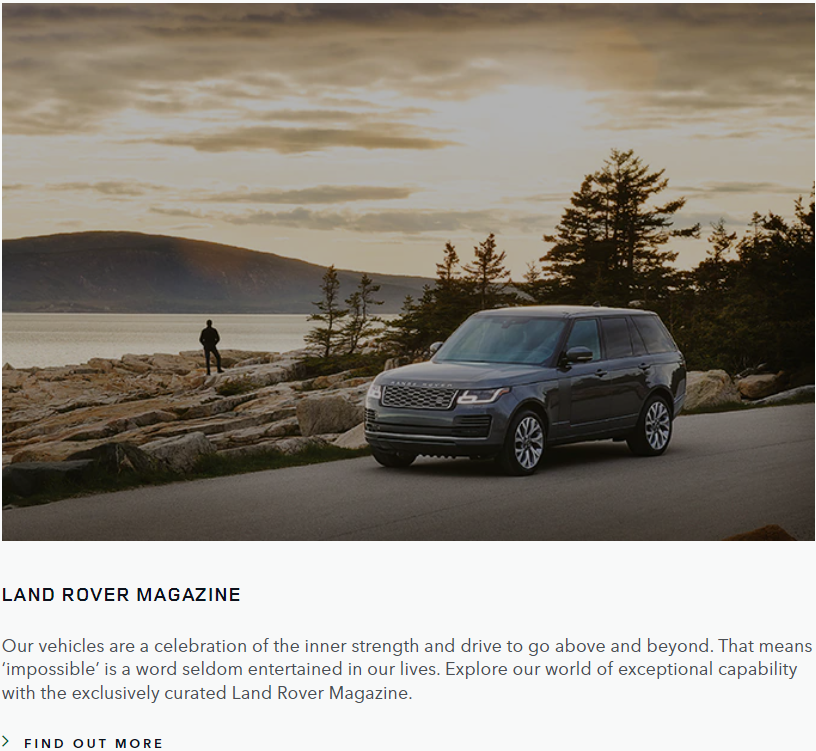 RANGE ROVER
LAND ROVER MAGAZINE
Our vehicles are a celebration of the inner strength and drive to go above and beyond. That means
‘impossible’ is a word seldom entertained in our lives. Explore our world of exceptional capability
with the exclusively curated Land Rover Magazine.
FIND OUT MORE